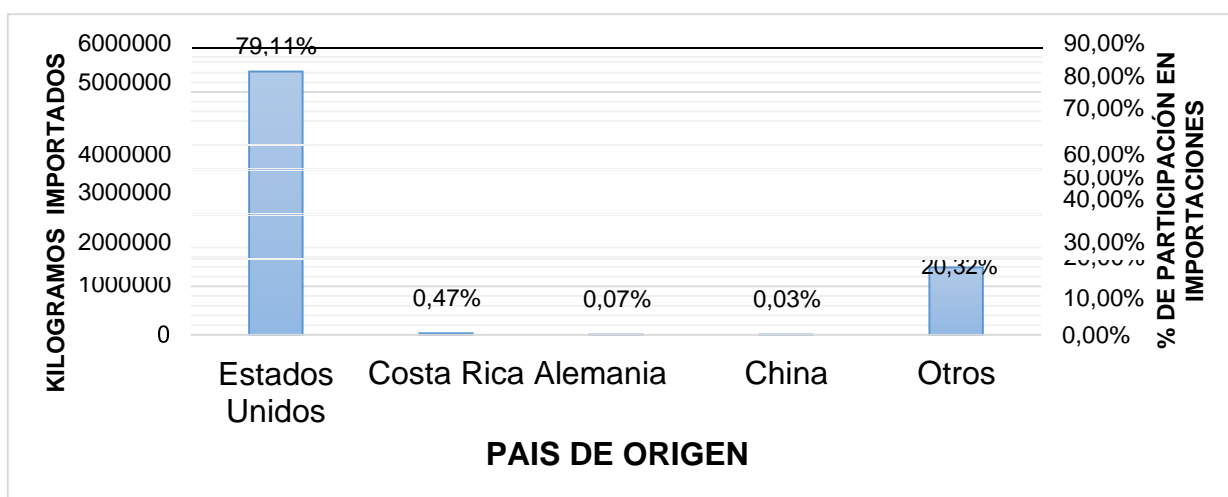 KILOGRAMOS IMPORTADOS
6000000
5000000
4000000
3000000
2000000
1000000
0
79,11%
0,47%
0,07%
0,03%
20,32%
90,00%
80,00%
70,00%
60,00%
50,00%
40,00%
30,00%
20,00%
10,00%
0,00%
% DE PARTICIPACIÓN EN
IMPORTACIONES
Estados
Unidos
Costa Rica
Alemania
China
Otros
PAIS DE ORIGEN